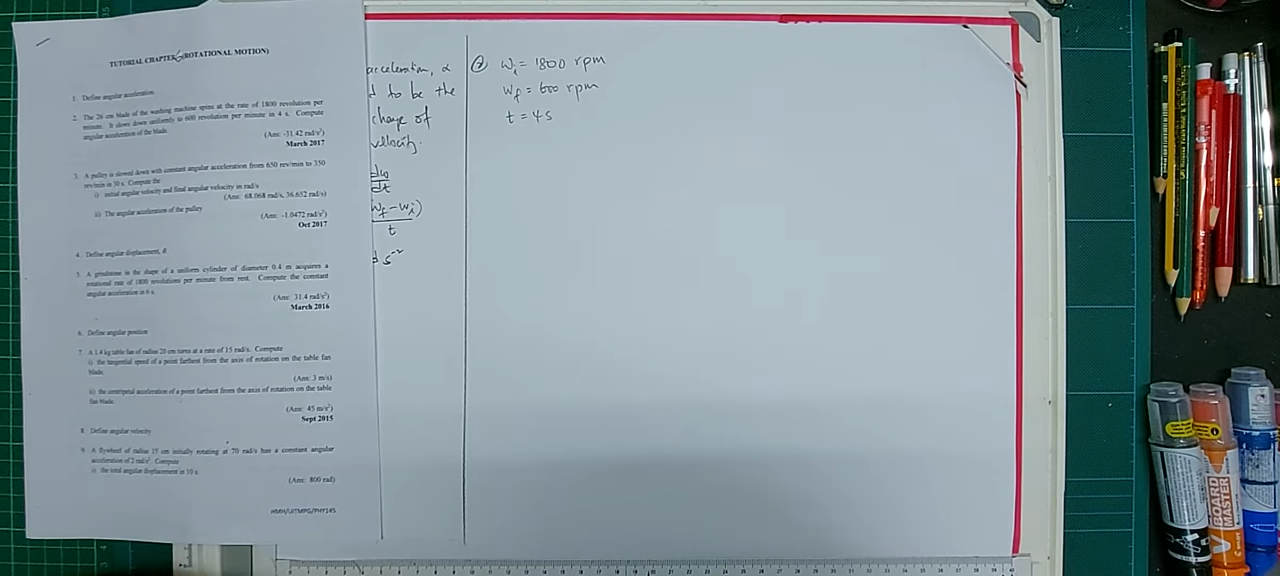 TUTORIAL CHAPTER 6 (ROTATIONAL MOTION)
1. Define angular acceleration.
2. The 26 cm blade of the washing machine spins at the rate of 1800 revolution per
minute. It slows down uniformly to 600 revolution per minute in 4 s. Compute
angular acceleration of the blade.
(Ans: -31.42 rad/s²)
March 2017
3. A pulley is slowed down with constant angular acceleration from 650 rev/min to 350
rev/min in 30 s. Compute the
i) initial angular velocity and final angular velocity in rad/s
(Ans: 68.068 rad/s, 36.652 rad/s)
ii) The angular acceleration of the pulley
(Ans: -1.0472 rad/s²)
Oct 2017
4. Define angular displacement, θ.
5. A grindstone in the shape of a uniform cylinder of diameter 0.4 m acquires a
rotational rate of 1800 revolutions per minute from rest. Compute the constant
angular acceleration in 6 s.
(Ans: 31.4 rad/s²)
March 2016
6. Define angular position
7. A 1.4 kg table fan of radius 20 cm turns at a rate of 15 rad/s. Compute
i) the tangential speed of a point farthest from the axis of rotation on the table fan
blade.
(Ans: 3 m/s)
ii) the centripetal acceleration of a point farthest from the axis of rotation on the table
fan blade.
(Ans: 45 m/s²)
Sept 2015
8. Define angular velocity
9. A flywheel of radius 15 cm initially rotating at 70 rad/s has a constant angular
acceleration of 2 rad/s². Compute
i) the total angular displacement in 10 s.
(Ans: 800 rad)
HMH/UITMPG/PHY145
acceleration, α
d to be the
change of
velocity.
dω
dt
ωf - ωi)
t
d s⁻²
② ωi = 1800 rpm
ωf = 600 rpm
t = 4 s
BOARD
MASTER